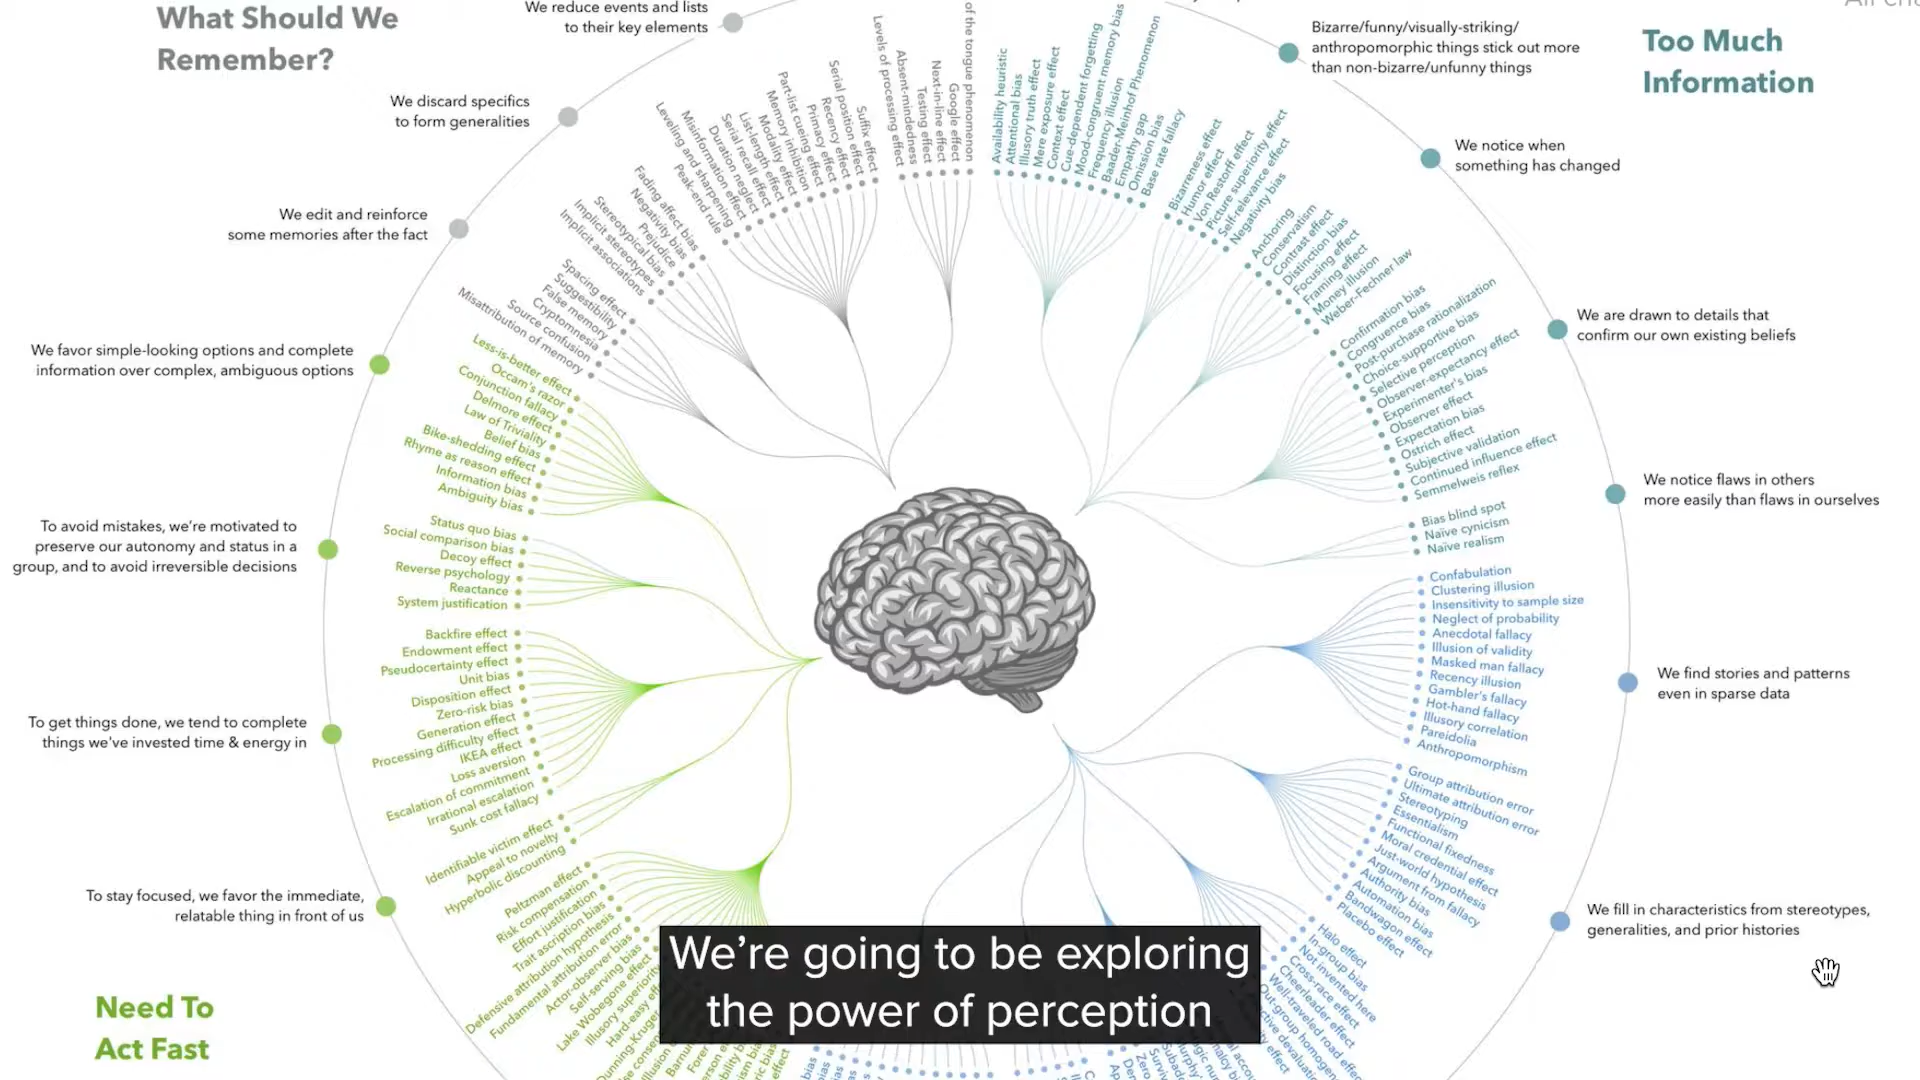 What Should We
Remember?
We reduce events and lists
to their key elements
We discard specifics
to form generalities
We edit and reinforce
some memories after the fact
We favor simple-looking options and complete
information over complex, ambiguous options
To avoid mistakes, we're motivated to
preserve our autonomy and status in a
group, and to avoid irreversible decisions
To get things done, we tend to complete
things we've invested time & energy in
To stay focused, we favor the immediate,
relatable thing in front of us
Need To
Act Fast
Too Much
Information
Bizarre/funny/visually-striking/
anthropomorphic things stick out more
than non-bizarre/unfunny things
We notice when
something has changed
We are drawn to details that
confirm our own existing beliefs
We notice flaws in others
more easily than flaws in ourselves
We find stories and patterns
even in sparse data
We fill in characteristics from stereotypes,
generalities, and prior histories
of the tongue phenomenon
Google effect
Next-in-line effect
Testing effect
Absent-mindedness
Levels of processing effect
Suffix effect
Serial position effect
Recency effect
Primacy effect
Part-list cueing effect
Memory inhibition
Modality effect
List-length effect
Serial recall effect
Duration neglect
Misinformation effect
Leveling and sharpening
Peak-end rule
Fading affect bias
Negativity bias
Prejudice
Stereotypical bias
Implicit stereotypes
Implicit associations
Spacing effect
Suggestibility
False memory
Cryptomnesia
Source confusion
Misattribution of memory
Less-is-better effect
Occam's razor
Conjunction fallacy
Delmore effect
Law of Triviality
Belief bias
Bike-shedding effect
Rhyme as reason effect
Information bias
Ambiguity bias
Status quo bias
Social comparison bias
Decoy effect
Reverse psychology
Reactance
System justification
Backfire effect
Endowment effect
Pseudocertainty effect
Unit bias
Disposition effect
Zero-risk bias
Generation effect
Processing difficulty effect
IKEA effect
Loss aversion
Escalation of commitment
Irrational escalation
Sunk cost fallacy
Identifiable victim effect
Appeal to novelty
Hyperbolic discounting
Peltzman effect
Risk compensation
Effort justification
Trait ascription bias
Defensive attribution hypothesis
Fundamental attribution error
Actor-observer bias
Self-serving bias
Lake Wobegone effect
Availability heuristic
Attentional bias
Illusory truth effect
Mere exposure effect
Context effect
Cue-dependent forgetting
Mood-congruent memory bias
Frequency illusion
Baader-Meinhof Phenomenon
Empathy gap
Omission bias
Base rate fallacy
Bizarreness effect
Humor effect
Von Restorff effect
Picture superiority effect
Self-relevance effect
Negativity bias
Anchoring
Conservatism
Contrast effect
Distinction bias
Focusing effect
Framing effect
Money illusion
Weber–Fechner law
Confirmation bias
Congruence bias
Post-purchase rationalization
Choice-supportive bias
Selective perception
Observer-expectancy effect
Experimenter's bias
Observer effect
Expectation bias
Ostrich effect
Subjective validation
Continued influence effect
Semmelweis reflex
Bias blind spot
Naïve cynicism
Naïve realism
Confabulation
Clustering illusion
Insensitivity to sample size
Neglect of probability
Anecdotal fallacy
Illusion of validity
Masked man fallacy
Recency illusion
Gambler's fallacy
Hot-hand fallacy
Illusory correlation
Pareidolia
Anthropomorphism
Group attribution error
Ultimate attribution error
Stereotyping
Essentialism
Functional fixedness
Moral credential effect
Just-world hypothesis
Argument from fallacy
Authority bias
Automation bias
Bandwagon effect
Placebo effect
Halo effect
In-group bias
Not invented here
Cross-race effect
Cheerleader effect
We're going to be exploring
the power of perception